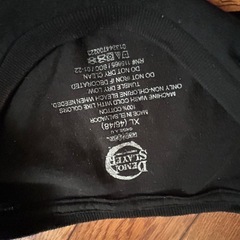 DEMON
SLAYER
XL (46/48)
MADE IN EL SALVADOR
100% COTTON
MACHINE WASH COLD WITH LIKE COLORS
ONLY NON-CHLORINE BLEACH WHEN NEEDED.
TUMBLE DRY LOW
DO NOT IRON IF DECORATED
DO NOT DRY CLEAN